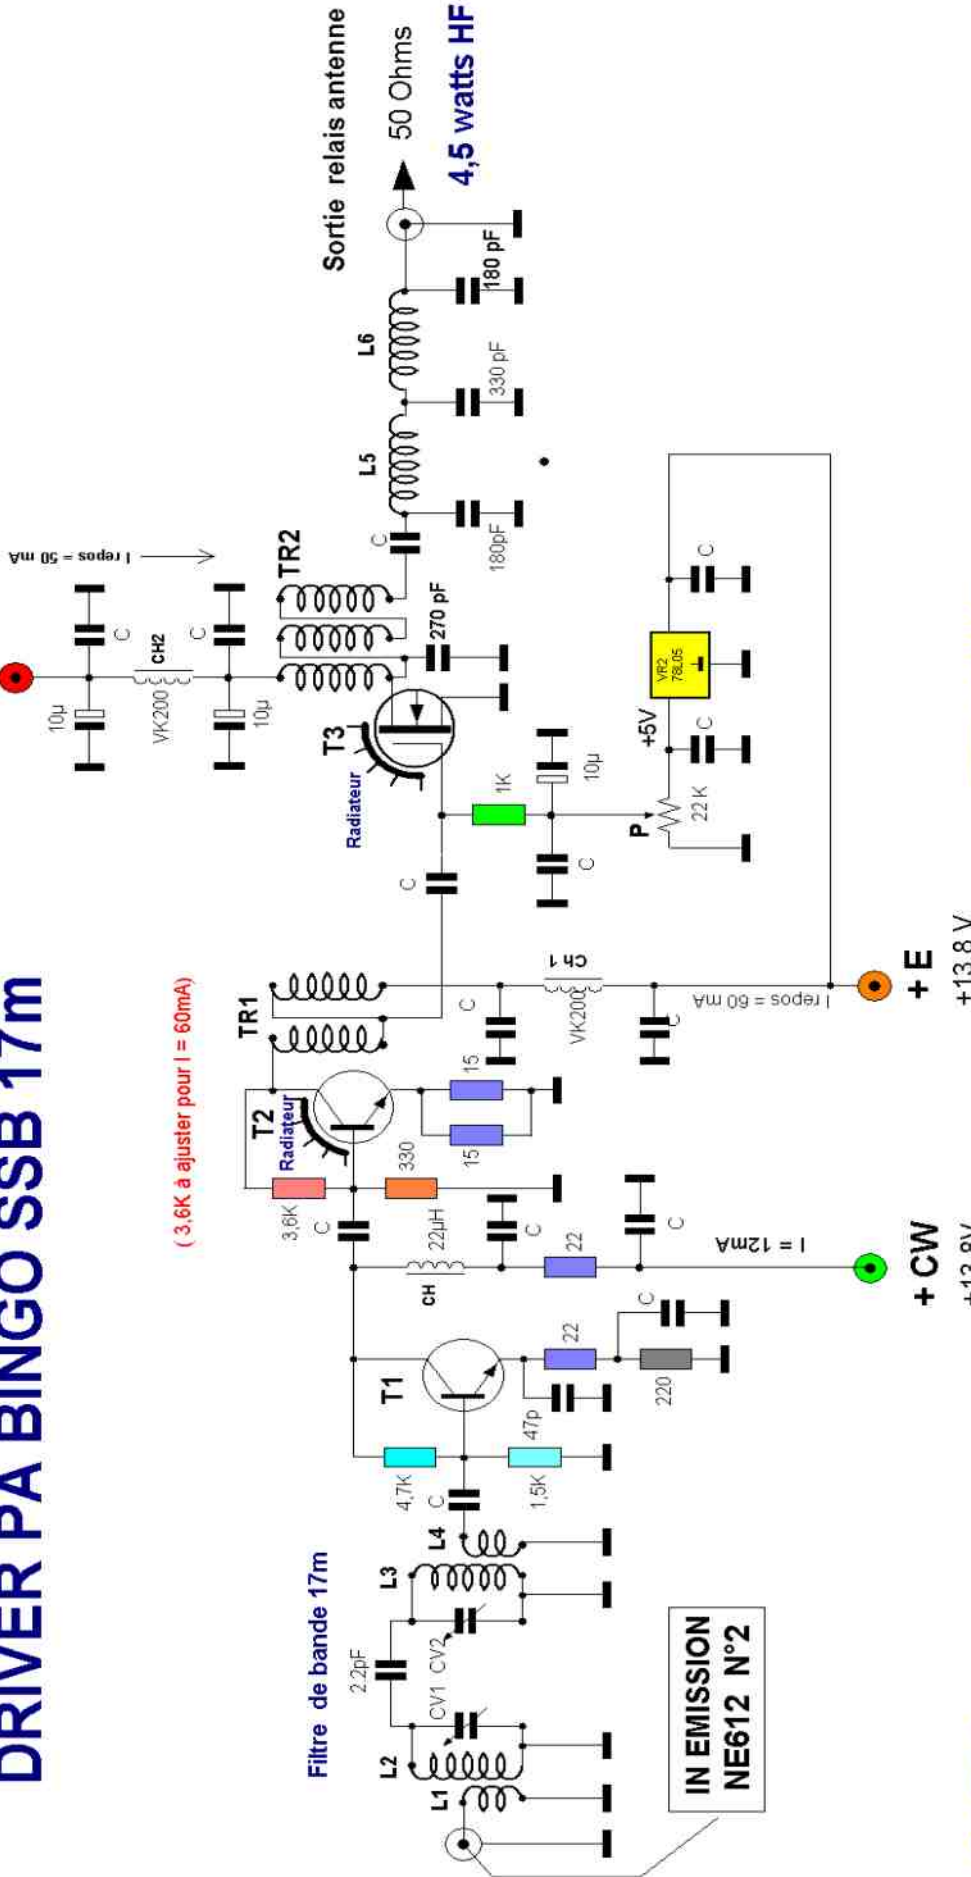 DRIVER PA BINGO SSB 17m
( 3,6K à ajuster pour I = 60mA)
Filtre de bande 17m
Sortie relais antenne
50 Ohms
4,5 watts HF
I repos = 50 mA
10µ
C
CH2
VK200
C
10µ
TR2
T3
Radiateur
270 pF
C
L5
L6
180pF
330 pF
180 pF
1K
10µ
C
P
22 K
+5V
C
VR2
78L05
C
C
TR1
T2
Radiateur
3,6K
330
C
15
15
C
Ch 1
VK200
C
I repos = 60 mA
+ E
+13,8 V
22µH
CH
C
22
C
I = 12mA
+ CW
+13,8V
T1
4,7K
C
1,5K
47p
22
C
220
L1
L2
L3
L4
2.2pF
CV1
CV2
IN EMISSION
NE612 N°2